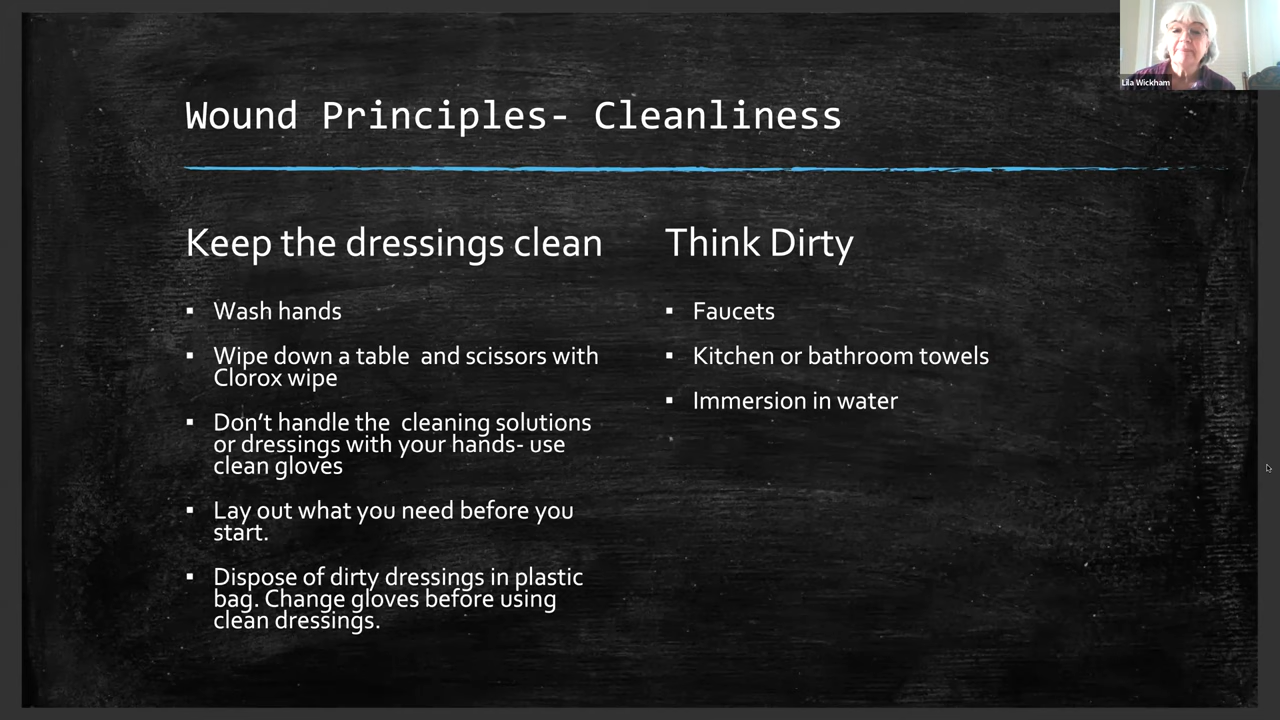 Lila Wickham
Wound Principles- Cleanliness
Keep the dressings clean
▪ Wash hands
▪ Wipe down a table  and scissors with
Clorox wipe
▪ Don’t handle the  cleaning solutions
or dressings with your hands- use
clean gloves
▪ Lay out what you need before you
start.
▪ Dispose of dirty dressings in plastic
bag. Change gloves before using
clean dressings.
Think Dirty
▪ Faucets
▪ Kitchen or bathroom towels
▪ Immersion in water